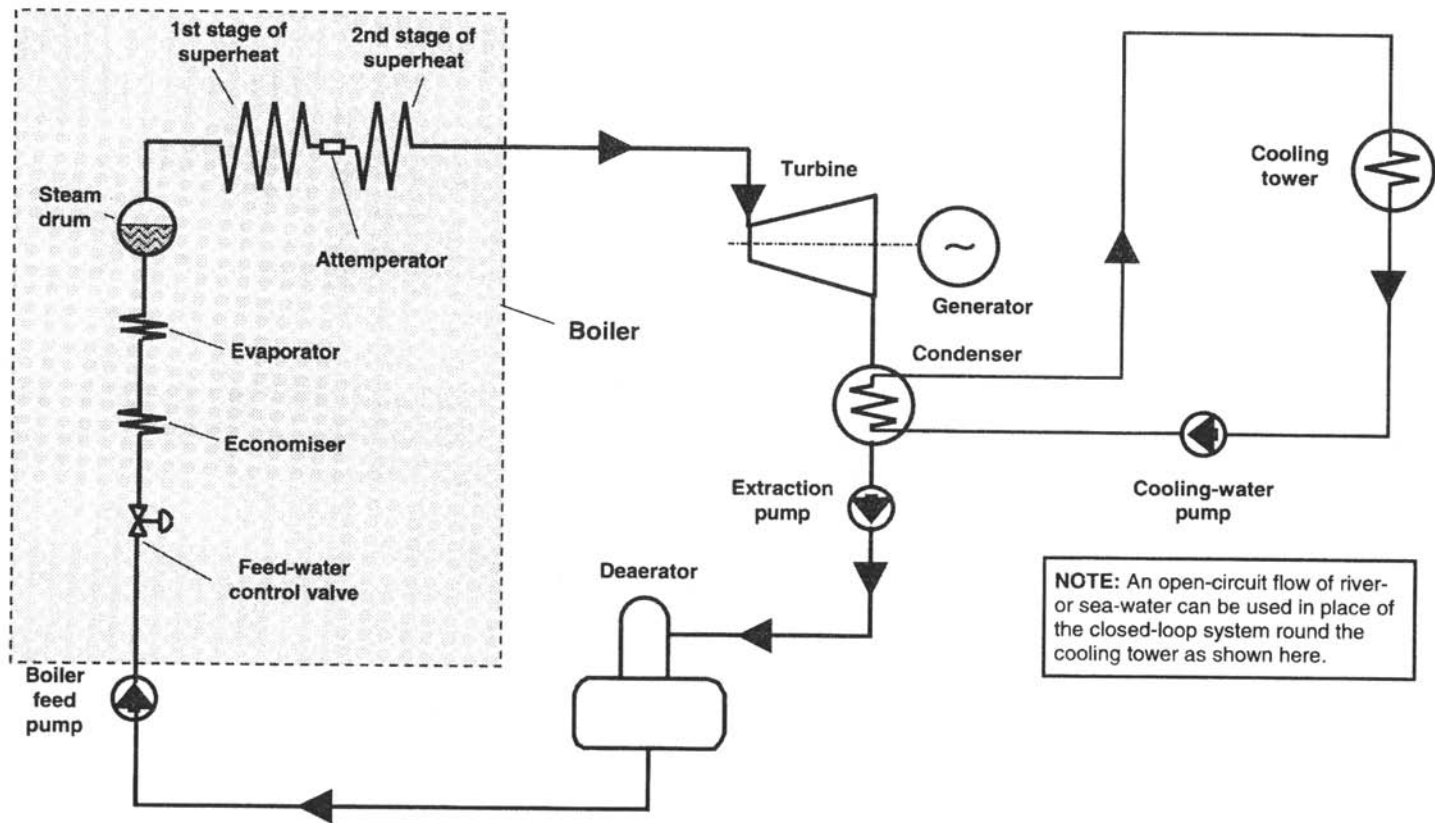 1st stage of
superheat
2nd stage of
superheat
Steam
drum
Attemperator
Turbine
Cooling
tower
~
Generator
Boiler
Evaporator
Condenser
Economiser
Extraction
pump
Cooling-water
pump
Feed-water
control valve
Deaerator
NOTE: An open-circuit flow of river-
or sea-water can be used in place of
the closed-loop system round the
cooling tower as shown here.
Boiler
feed
pump